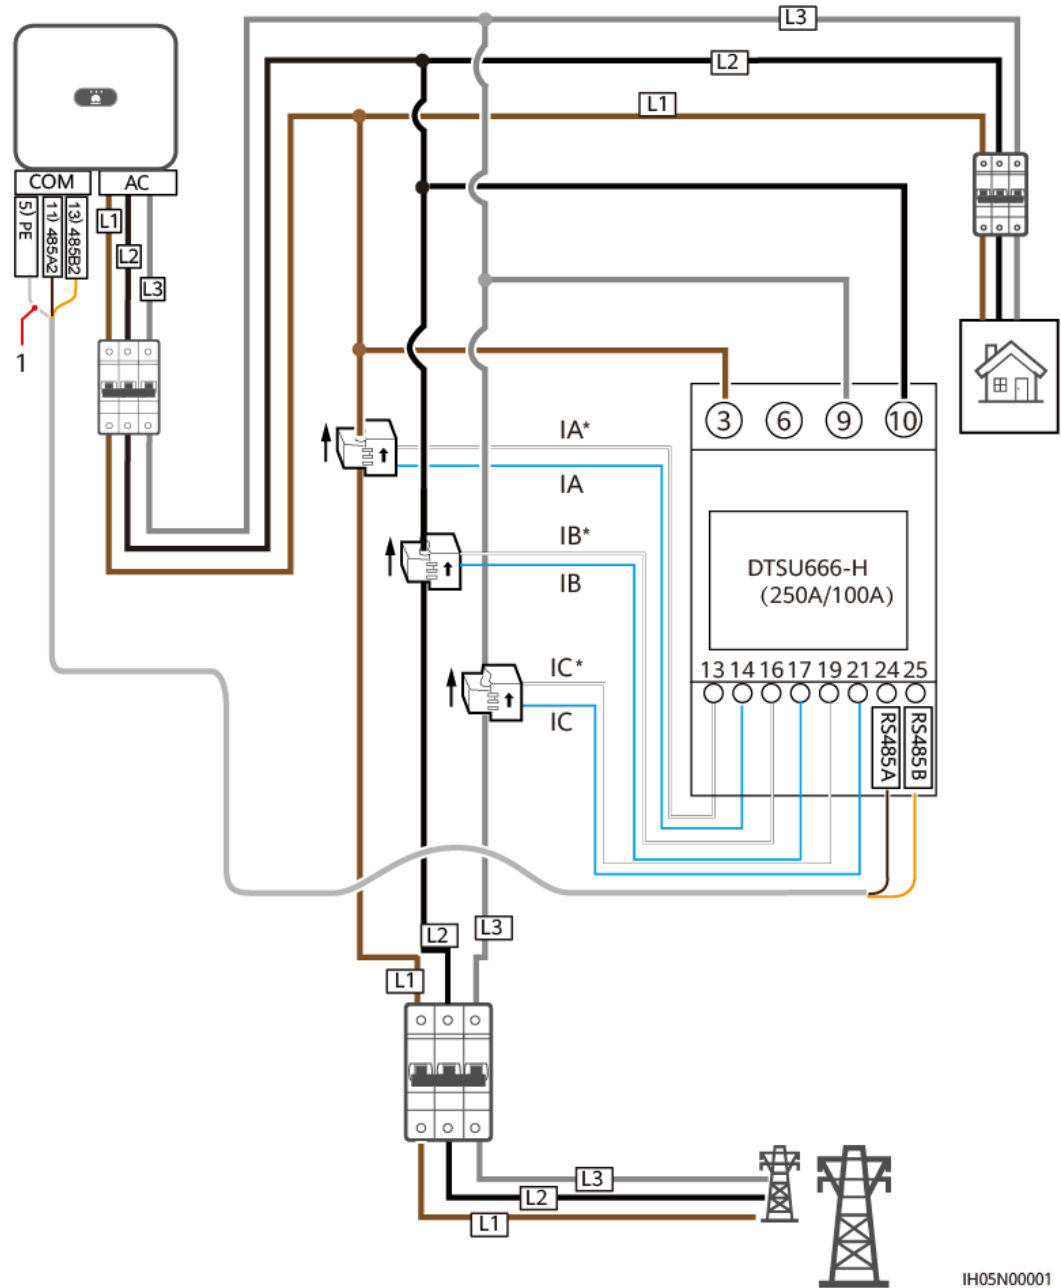 L3
L2
L1
COM
AC
5) PE
11) 485A2
13) 485B2
L1
L2
L3
1
3
6
9
10
IA*
IA
IB*
IB
IC*
IC
DTSU666-H
(250A/100A)
13 14 16 17 19 21 24 25
RS485A
RS485B
L3
L2
L1
L3
L2
L1
IH05N00001